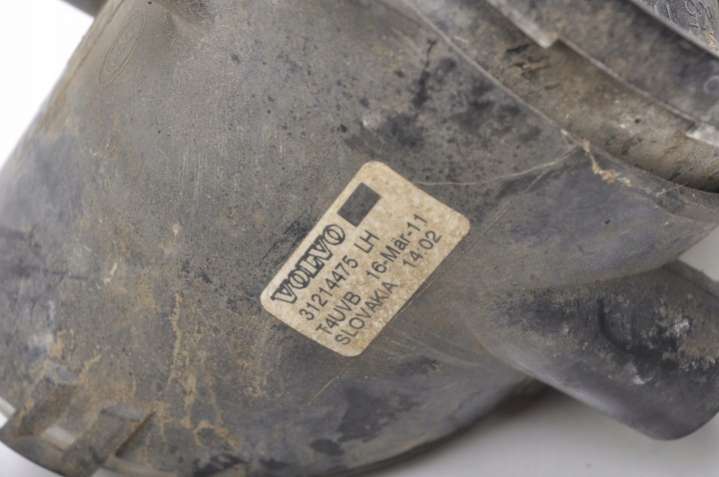 VOLVO
31214475 LH
T4UVB 16-Mar-11
SLOVAKIA 14:02